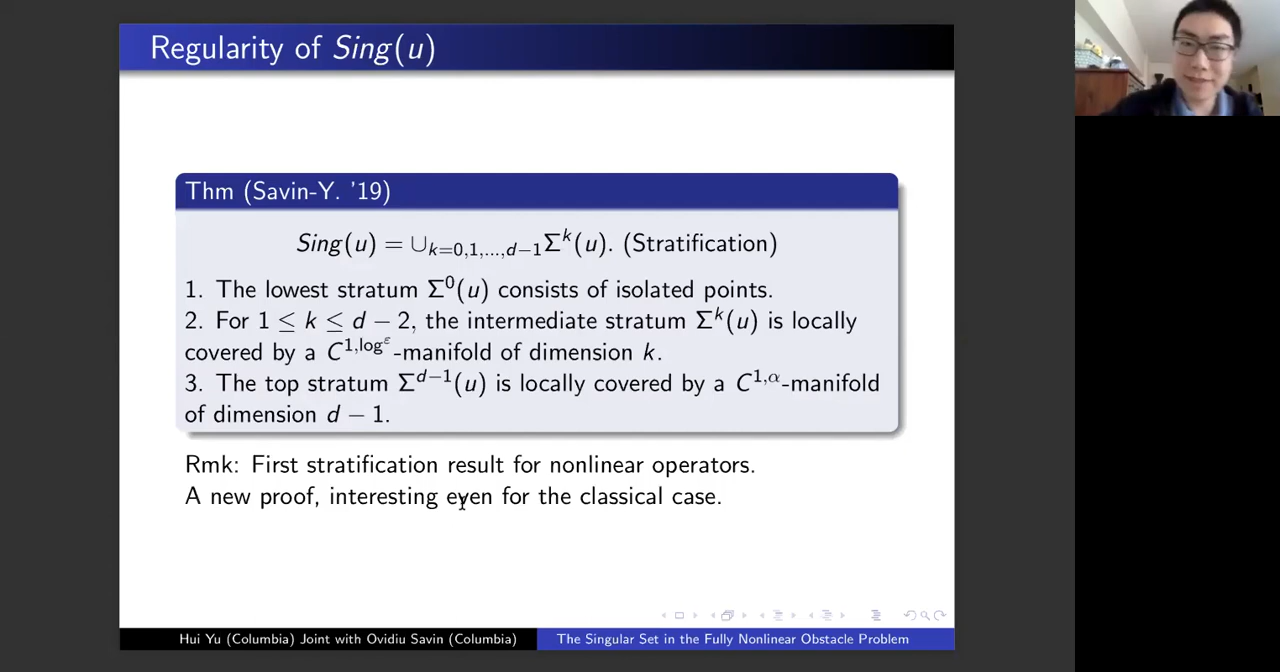 Regularity of Sing(u)
Thm (Savin-Y. '19)
Sing(u) = ∪_{k=0,1,...,d−1}Σ^k(u). (Stratification)
1. The lowest stratum Σ^0(u) consists of isolated points.
2. For 1 ≤ k ≤ d − 2, the intermediate stratum Σ^k(u) is locally
covered by a C^{1,log^ε}-manifold of dimension k.
3. The top stratum Σ^{d−1}(u) is locally covered by a C^{1,α}-manifold
of dimension d − 1.
Rmk: First stratification result for nonlinear operators.
A new proof, interesting even for the classical case.
Hui Yu (Columbia) Joint with Ovidiu Savin (Columbia)
The Singular Set in the Fully Nonlinear Obstacle Problem